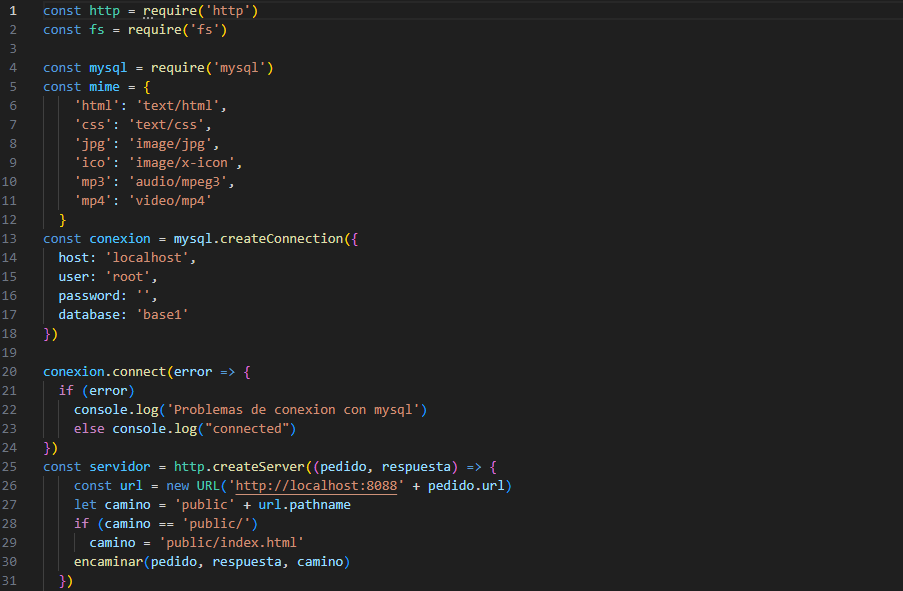 1 const http = require('http')
2 const fs = require('fs')
3
4 const mysql = require('mysql')
5 const mime = {
6     'html': 'text/html',
7     'css': 'text/css',
8     'jpg': 'image/jpg',
9     'ico': 'image/x-icon',
10     'mp3': 'audio/mpeg3',
11     'mp4': 'video/mp4'
12   }
13 const conexion = mysql.createConnection({
14   host: 'localhost',
15   user: 'root',
16   password: '',
17   database: 'base1'
18 })
19
20 conexion.connect(error => {
21   if (error)
22     console.log('Problemas de conexion con mysql')
23     else console.log("connected")
24 })
25 const servidor = http.createServer((pedido, respuesta) => {
26     const url = new URL('http://localhost:8088' + pedido.url)
27     let camino = 'public' + url.pathname
28     if (camino == 'public/')
29       camino = 'public/index.html'
30     encaminar(pedido, respuesta, camino)
31   })